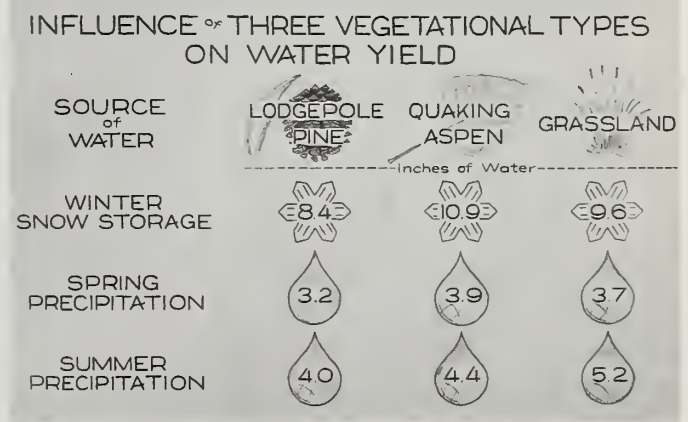 INFLUENCE of THREE VEGETATIONAL TYPES
ON WATER YIELD
SOURCE
of
WATER
LODGEPOLE
PINE
QUAKING
ASPEN
GRASSLAND
Inches of Water
WINTER
SNOW STORAGE
8.4
10.9
9.6
SPRING
PRECIPITATION
3.2
3.9
3.7
SUMMER
PRECIPITATION
4.0
4.4
5.2